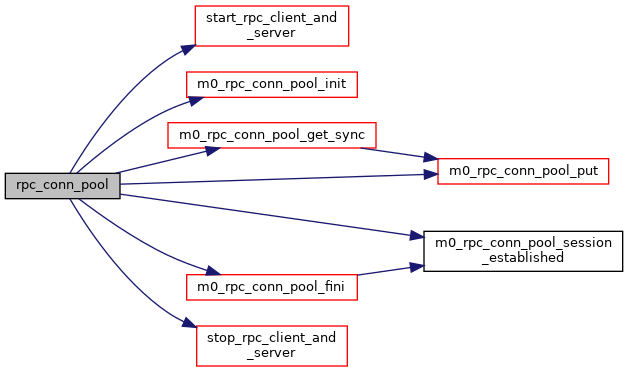 start_rpc_client_and
_server
m0_rpc_conn_pool_init
m0_rpc_conn_pool_get_sync
m0_rpc_conn_pool_put
rpc_conn_pool
m0_rpc_conn_pool_session
_established
m0_rpc_conn_pool_fini
stop_rpc_client_and
_server